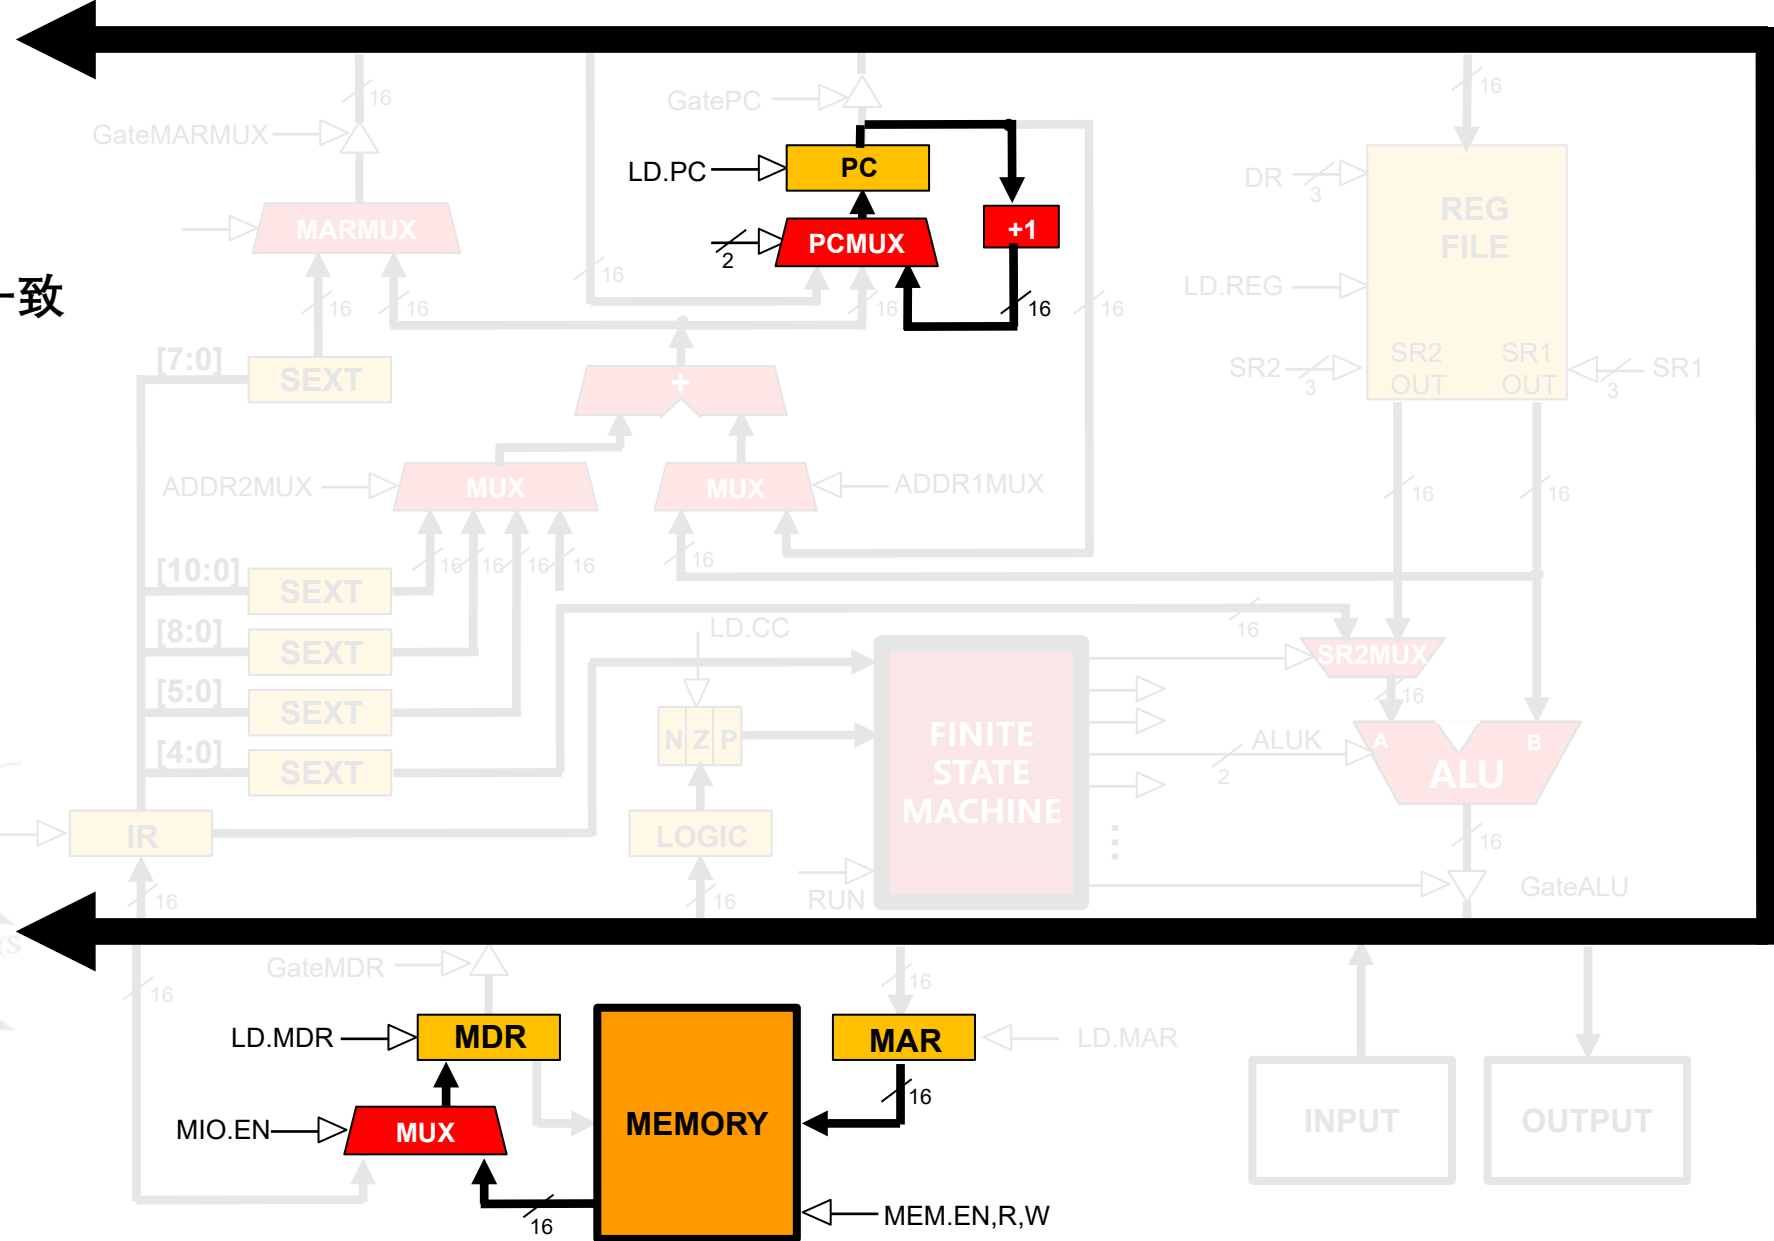 16
GatePC
16
GateMARMUX
LD.PC
PC
DR
3
REG
FILE
MARMUX
2
PCMUX
+1
16
16
16
16
16
16
LD.REG
致
[7:0]
SEXT
+
SR2
3
SR2
OUT
SR1
OUT
3
SR1
ADDR2MUX
MUX
MUX
ADDR1MUX
16
16
[10:0]
SEXT
16
16
16
16
16
[8:0]
SEXT
LD.CC
16
SR2MUX
[5:0]
SEXT
16
N Z P
FINITE
STATE
MACHINE
ALUK
2
A
B
ALU
[4:0]
SEXT
IR
LOGIC
16
16
16
RUN
GateALU
GateMDR
16
16
LD.MDR
MDR
MAR
LD.MAR
16
MIO.EN
MUX
MEMORY
INPUT
OUTPUT
16
MEM.EN,R,W